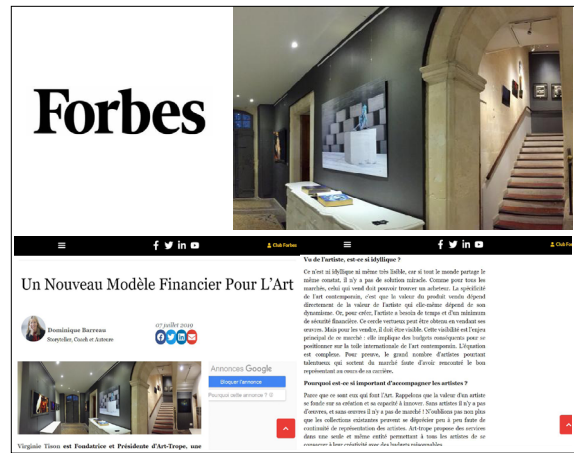 Forbes
Club Forbes
Un Nouveau Modèle Financier Pour L'Art
07 juillet 2019
Dominique Barreau
Storyteller, Coach et Auteure
Annonces Google
Bloquer l'annonce
Pourquoi cette annonce ?
Virginie Tison est Fondatrice et Présidente d'Art-Trope, une
Club Forbes
Vu de l'artiste, est-ce si idyllique ?
Ce n'est ni idyllique ni même très lisible, car si tout le monde partage le
même constat, il n'y a pas de solution miracle. Comme pour tous les
marchés, celui qui vend doit pouvoir trouver un acheteur. La spécificité
de l'art contemporain, c'est que la valeur du produit vendu dépend
directement de la valeur de l'artiste qui elle-même dépend de son
dynamisme. Or, pour créer, l'artiste a besoin de temps et d'un minimum
de sécurité financière. Ce cercle vertueux peut être obtenu en vendant ses
œuvres. Mais pour les vendre, il doit être visible. Cette visibilité est l'enjeu
principal de ce marché : elle implique des budgets conséquents pour se
positionner sur la toile internationale de l'art contemporain. L'équation
est complexe. Pour preuve, le grand nombre d'artistes pourtant
talentueux qui sortent du marché faute d'avoir rencontré le bon
représentant au cours de sa carrière.
Pourquoi est-ce si important d'accompagner les artistes ?
Parce que ce sont eux qui font l'Art. Rappelons que la valeur d'un artiste
se fonde sur sa création et sa capacité à innover. Sans artistes il n'y a pas
d'œuvres, et sans œuvres il n'y a pas de marché ! N'oublions pas non plus
que les collections existantes peuvent se déprécier peu à peu faute de
continuité de représentation des artistes. Art-trope propose des services
dans une seule et même entité permettant à tous les artistes de se
consacrer à leur créativité avec des budgets raisonnables.